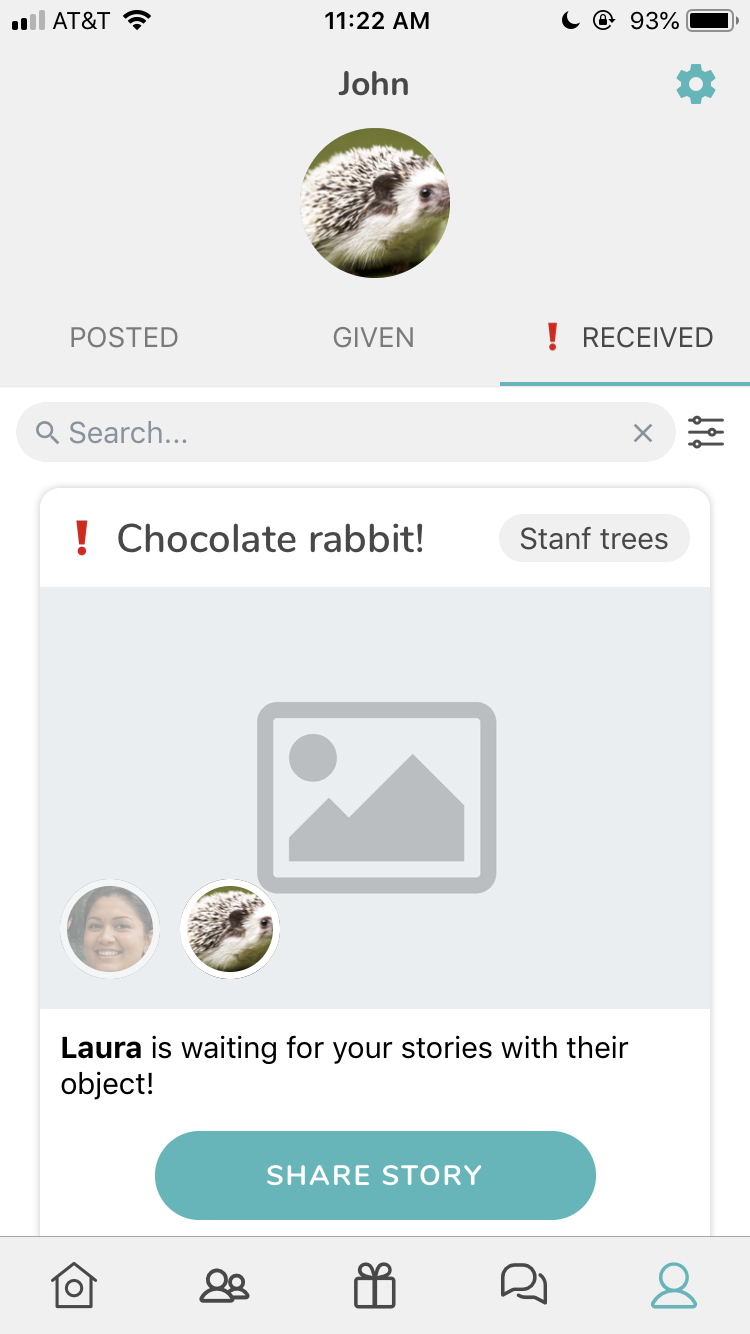 AT&T 11:22 AM 93%
John
POSTED GIVEN ! RECEIVED
Search...
! Chocolate rabbit! Stanf trees
Laura is waiting for your stories with their
object!
SHARE STORY